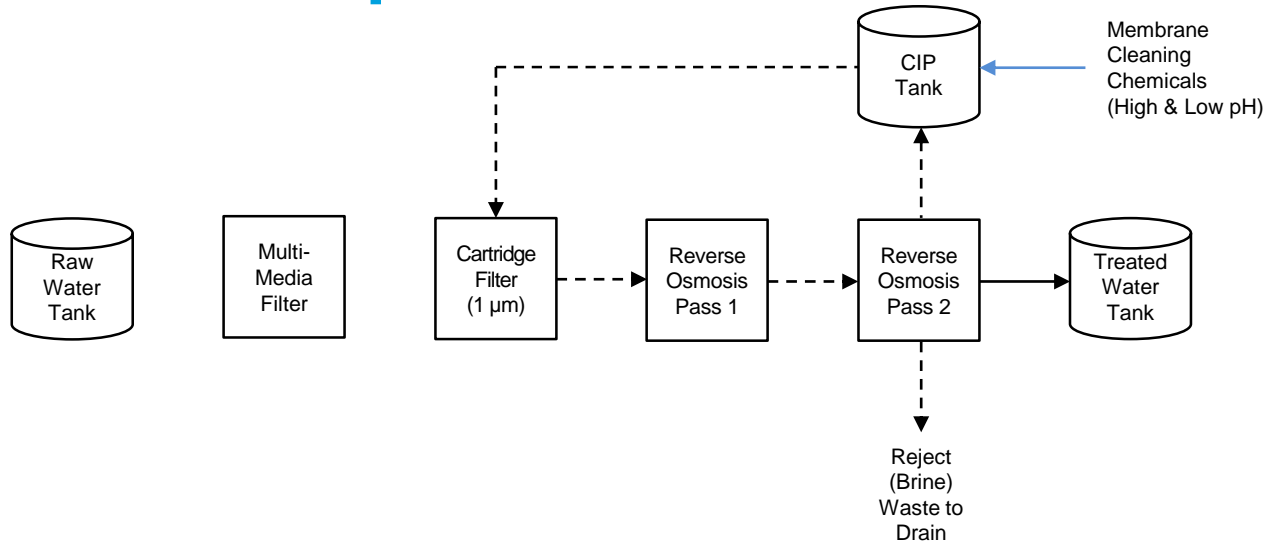 CIP
Tank
Membrane
Cleaning
Chemicals
(High & Low pH)
Raw
Water
Tank
Multi-
Media
Filter
Cartridge
Filter
(1 µm)
Reverse
Osmosis
Pass 1
Reverse
Osmosis
Pass 2
Treated
Water
Tank
Reject
(Brine)
Waste to
Drain